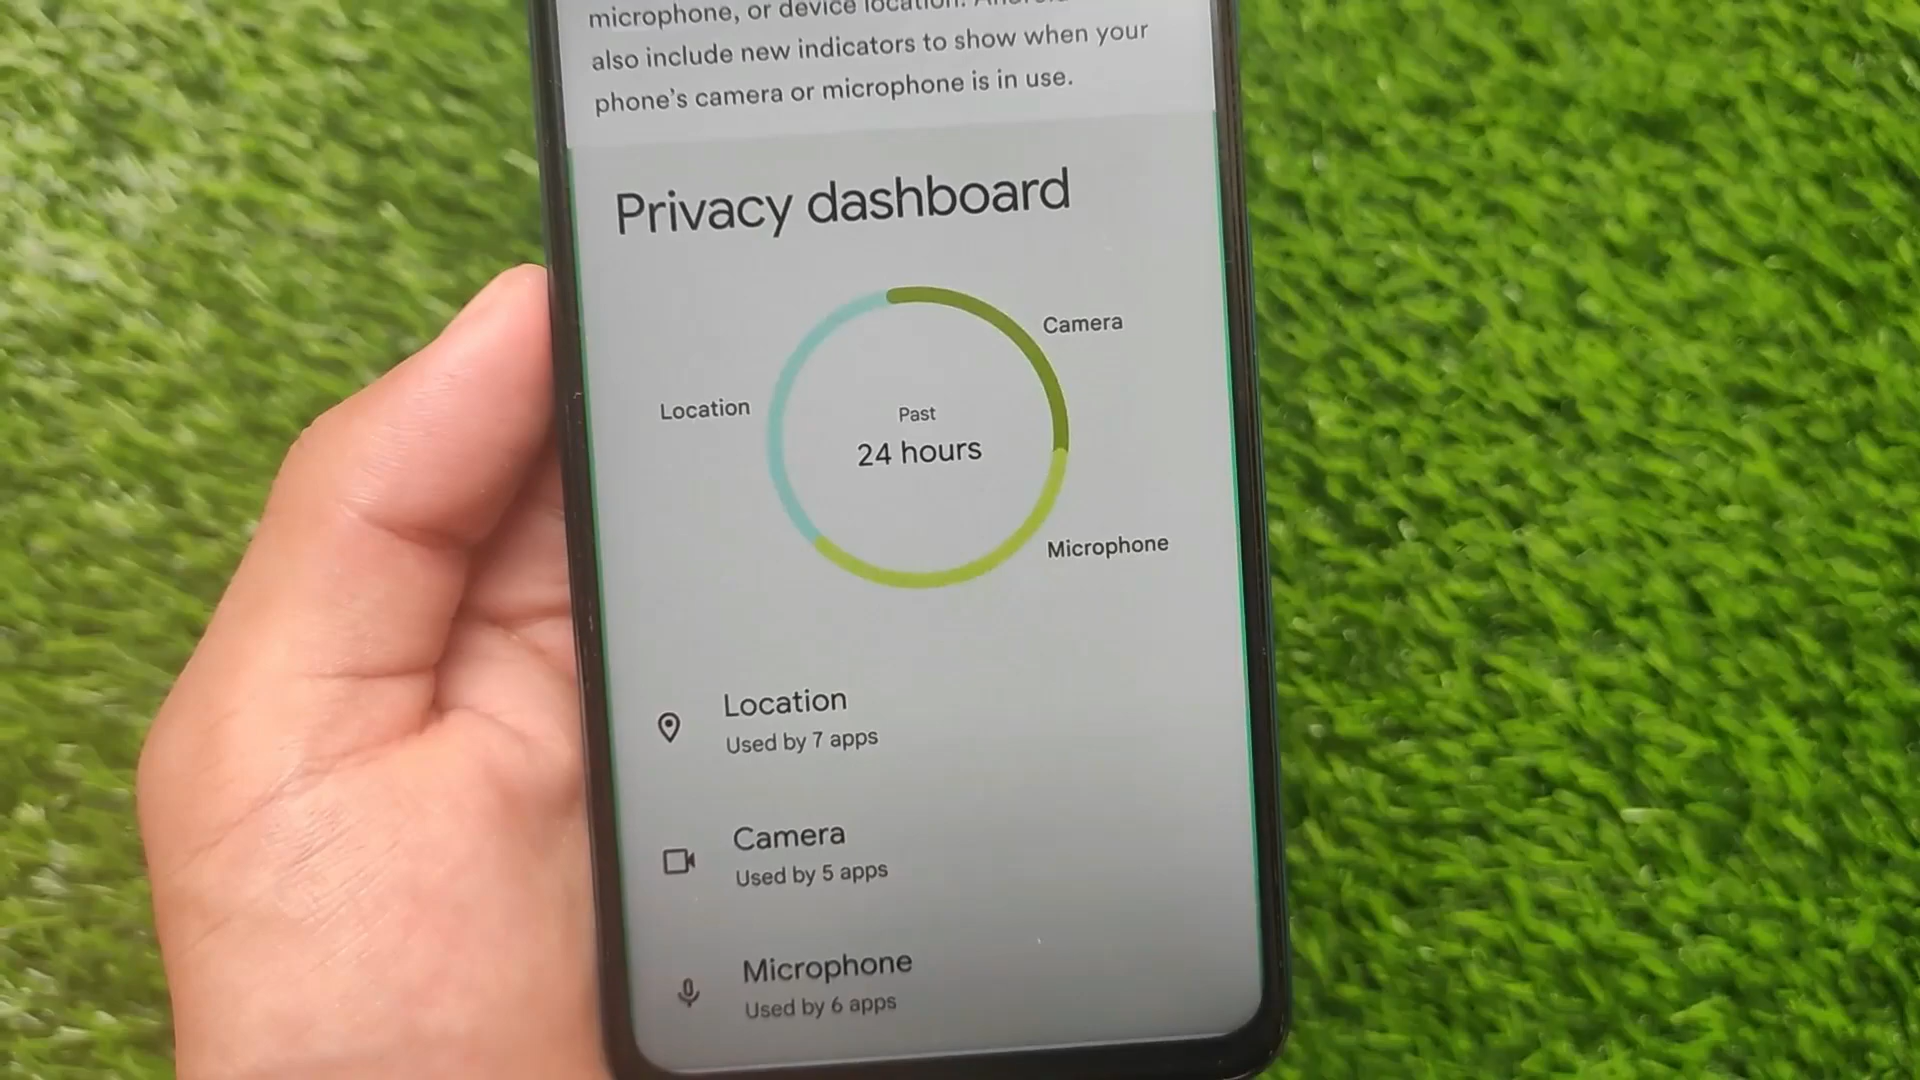 microphone, or device location. Android
also include new indicators to show when your
phone's camera or microphone is in use.
Privacy dashboard
Camera
Location
Past
24 hours
Microphone
Location
Used by 7 apps
Camera
Used by 5 apps
Microphone
Used by 6 apps